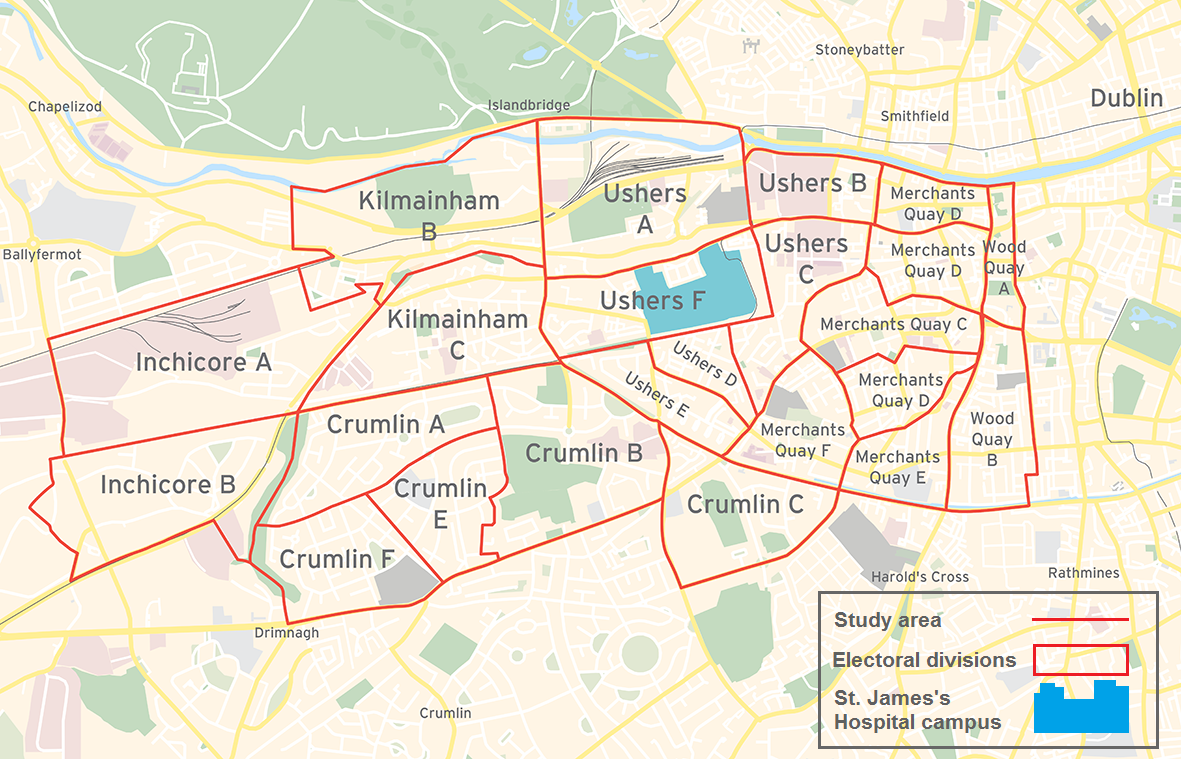 Stoneybatter
Chapelizod
Islandbridge
Dublin
Smithfield
Kilmainham
B
Ushers
A
Ushers B
Merchants
Quay D
Ballyfermot
Ushers
C
Merchants
Quay D
Wood
Quay
A
Ushers F
Kilmainham
C
Merchants Quay C
Inchicore A
Ushers D
Ushers E
Merchants
Quay D
Crumlin A
Merchants
Quay F
Wood
Quay
B
Crumlin B
Merchants
Quay E
Inchicore B
Crumlin
E
Crumlin C
Crumlin F
Harold's Cross
Rathmines
Drimnagh
Crumlin
Study area
Electoral divisions
St. James's
Hospital campus